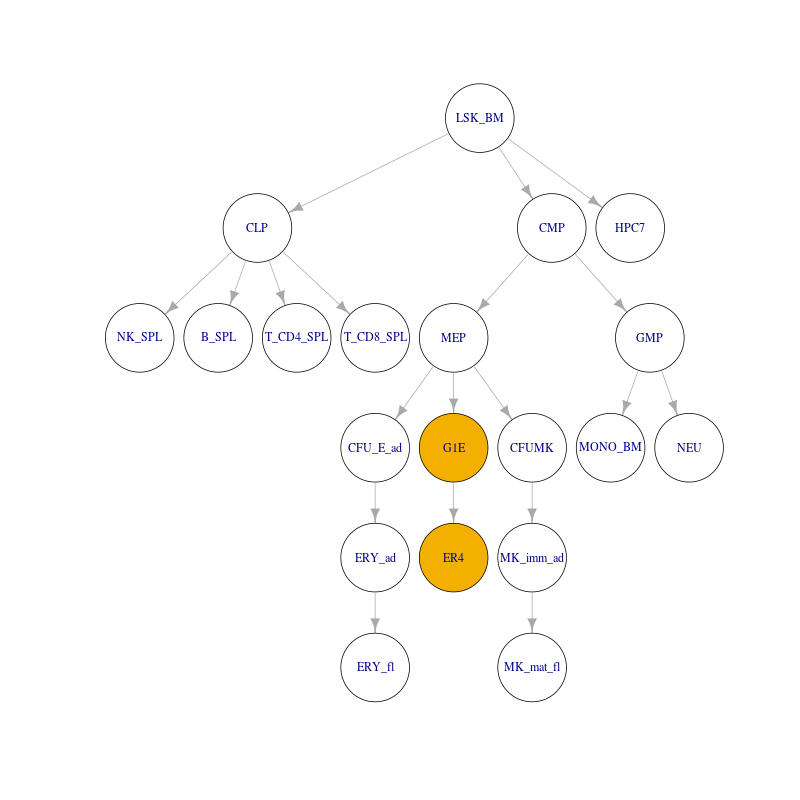 LSK_BM
CLP
CMP
HPC7
NK_SPL
B_SPL
T_CD4_SPL
T_CD8_SPL
MEP
GMP
CFU_E_ad
G1E
CFUMK
MONO_BM
NEU
ERY_ad
ER4
MK_imm_ad
ERY_fl
MK_mat_fl